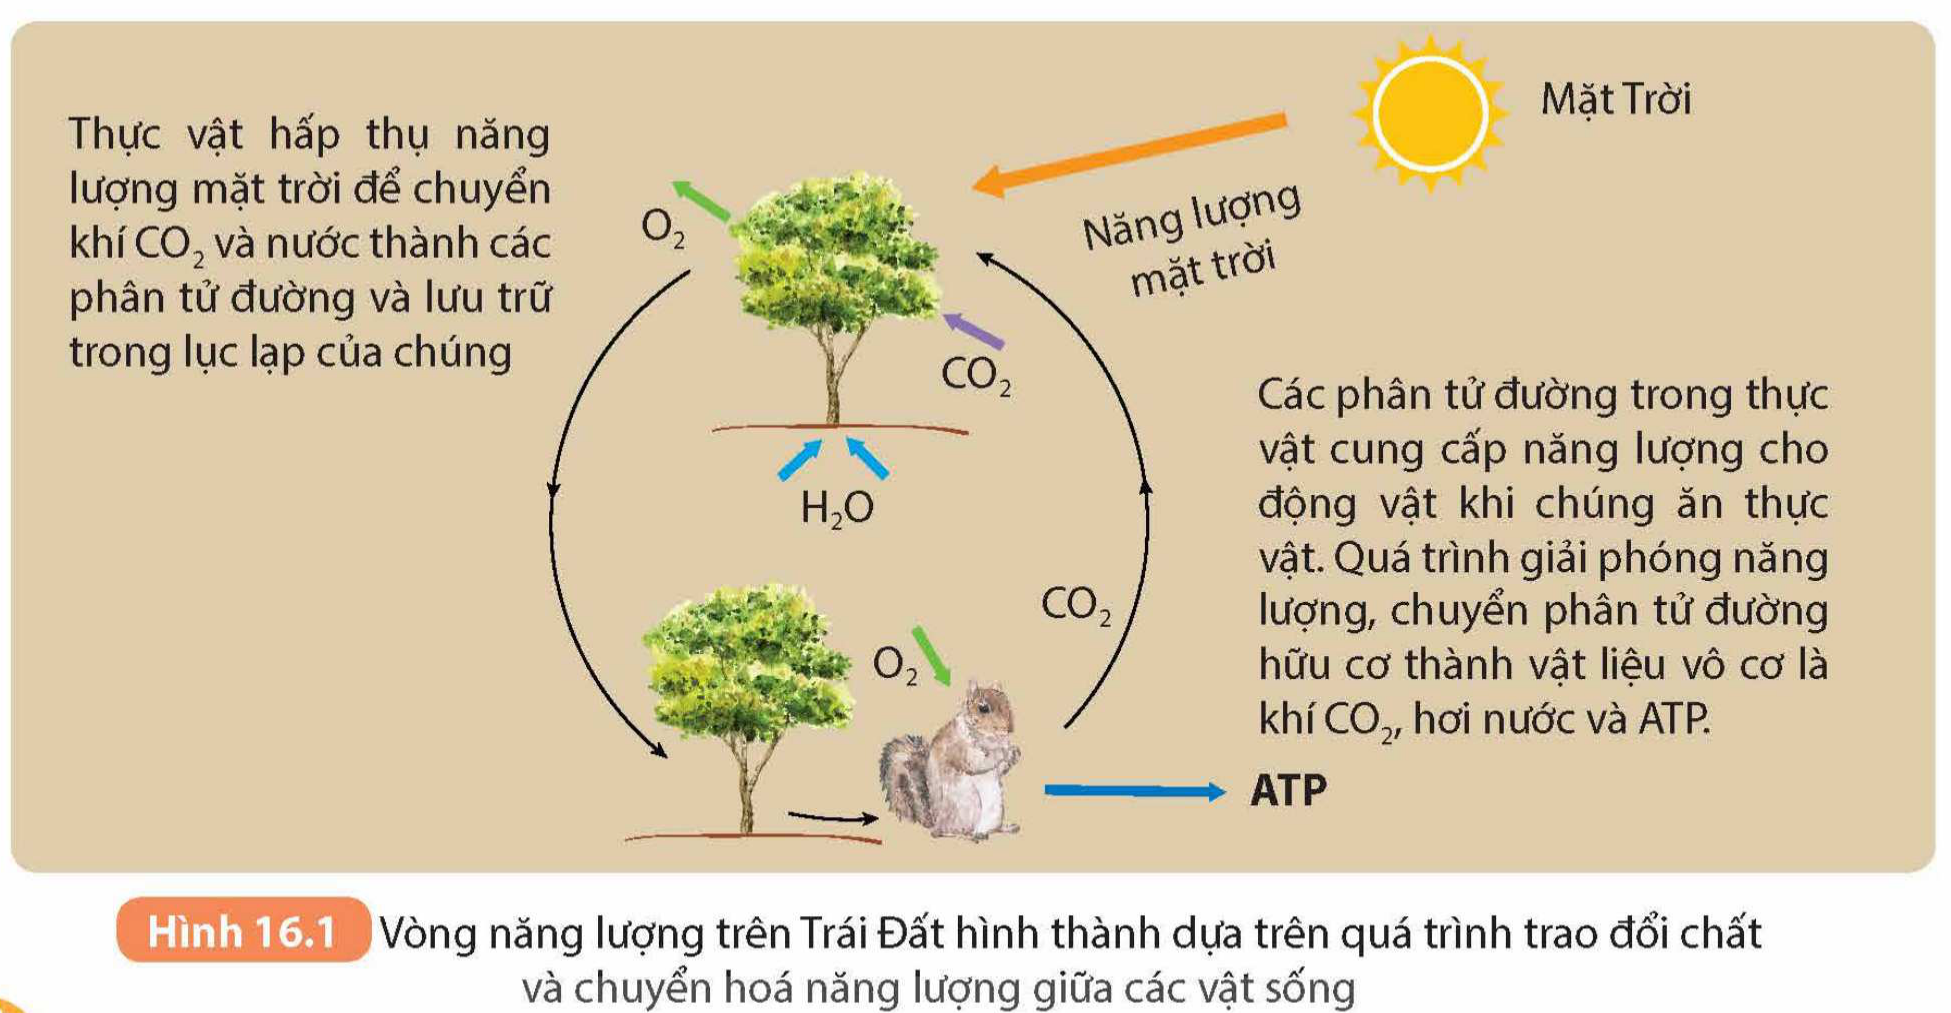 Mặt Trời
Thực vật hấp thụ năng
lượng mặt trời để chuyển
khí CO₂ và nước thành các
phân tử đường và lưu trữ
trong lục lạp của chúng
O₂
Năng lượng
mặt trời
CO₂
H₂O
Các phân tử đường trong thực
vật cung cấp năng lượng cho
động vật khi chúng ăn thực
vật. Quá trình giải phóng năng
lượng, chuyển phân tử đường
hữu cơ thành vật liệu vô cơ là
khí CO₂, hơi nước và ATP.
CO₂
O₂
ATP
Hình 16.1 Vòng năng lượng trên Trái Đất hình thành dựa trên quá trình trao đổi chất
và chuyển hoá năng lượng giữa các vật sống